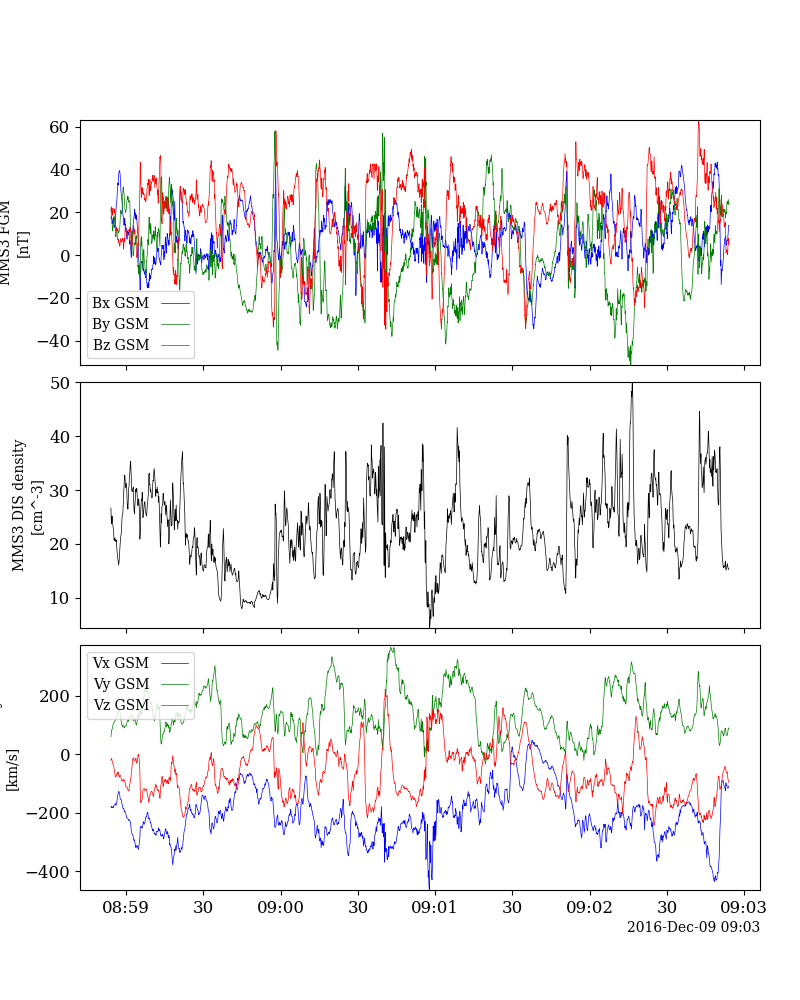 60
40
20
0
−20
−40
MMS3 FGM
[nT]
Bx GSM
By GSM
Bz GSM
50
40
30
20
10
MMS3 DIS density
[cm^-3]
200
0
−200
−400
[km/s]
Vx GSM
Vy GSM
Vz GSM
08:59 30 09:00 30 09:01 30 09:02 30 09:03
2016-Dec-09 09:03